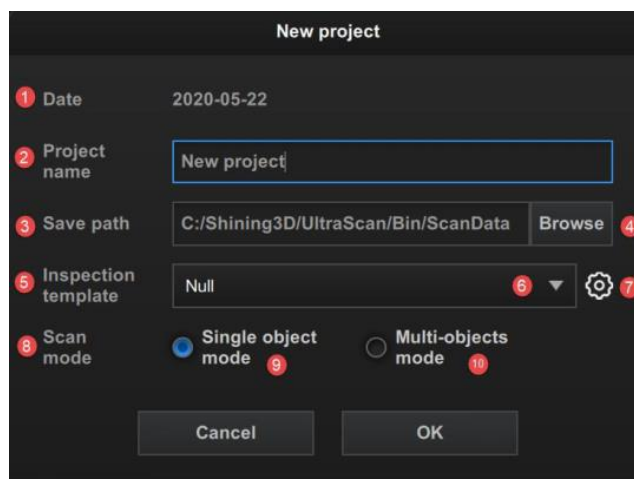 New project
1 Date 2020-05-22
2 Project name New project
3 Save path C:/Shining3D/UltraScan/Bin/ScanData Browse 4
5 Inspection template Null 6 7
8 Scan mode Single object mode 9 Multi-objects mode 10
Cancel OK